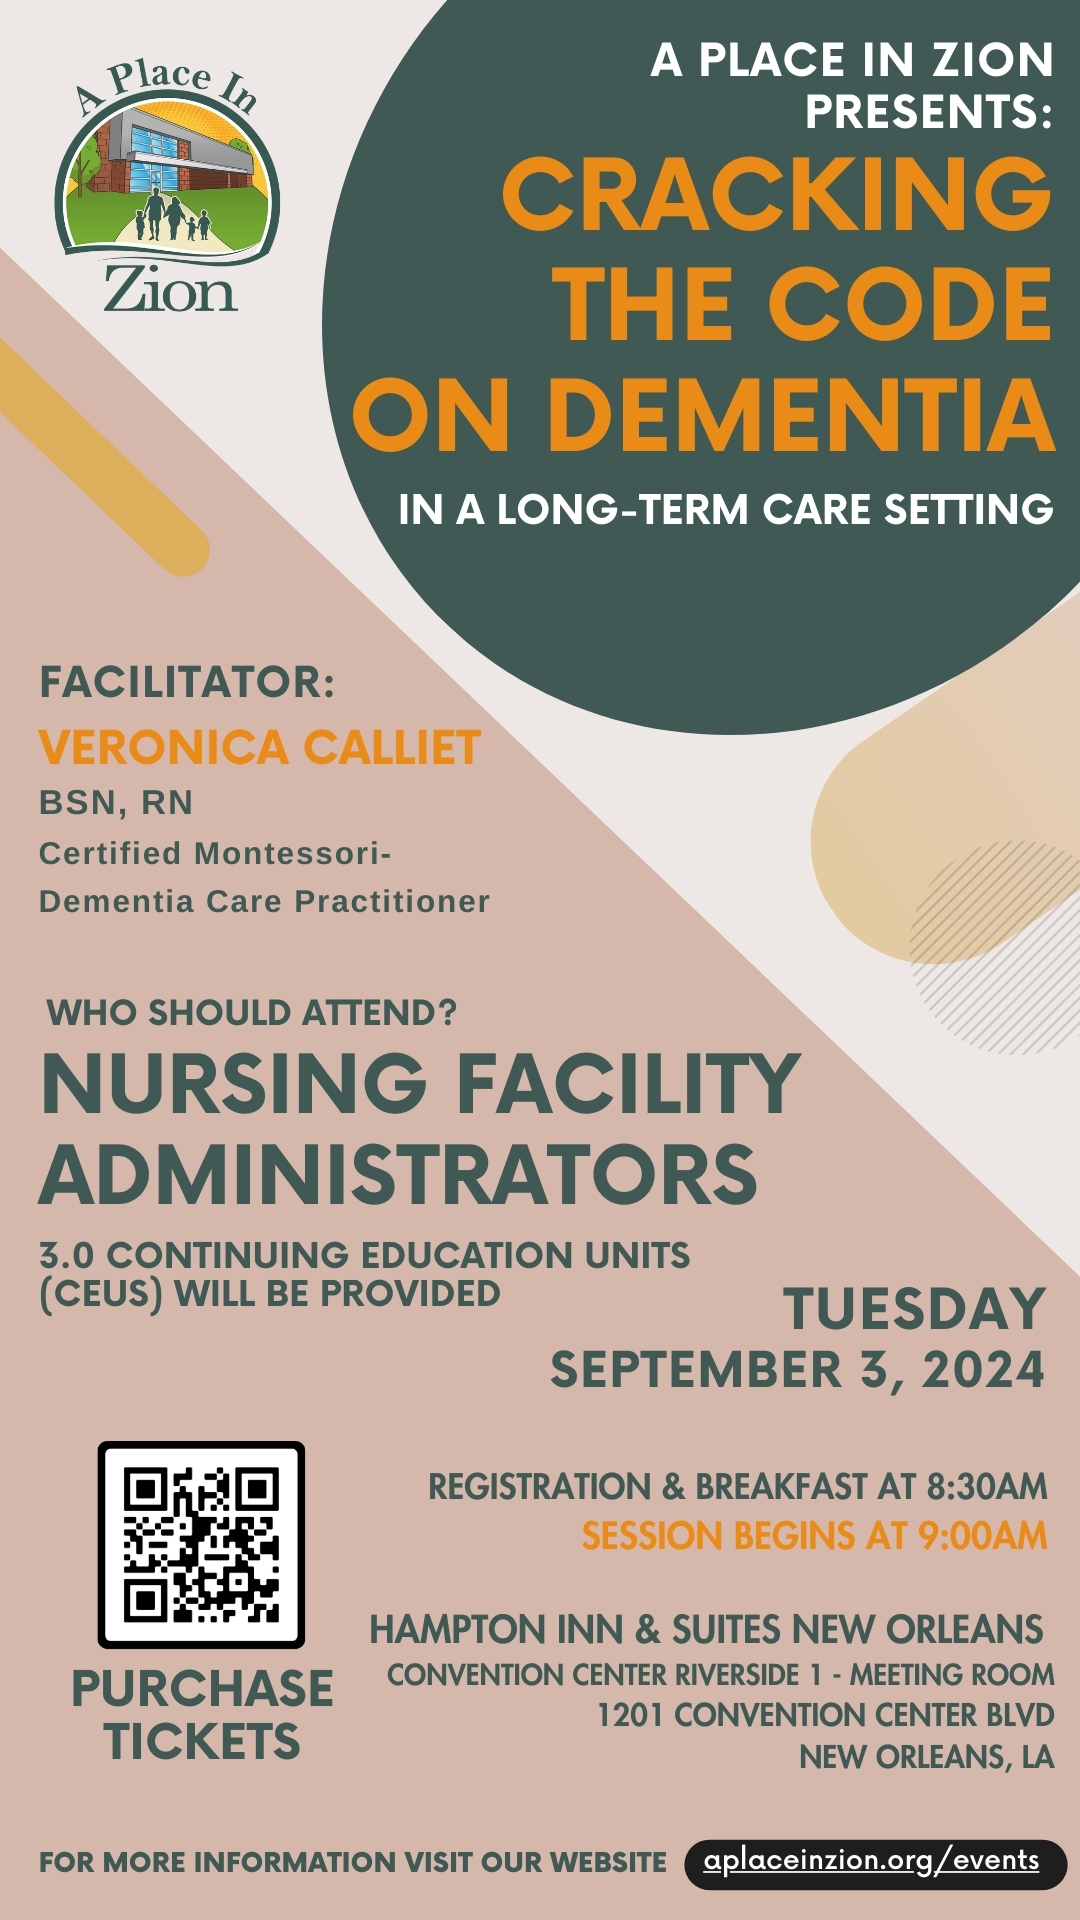 A Place In
Zion
A PLACE IN ZION
PRESENTS:
CRACKING
THE CODE
ON DEMENTIA
IN A LONG-TERM CARE SETTING
FACILITATOR:
VERONICA CALLIET
BSN, RN
Certified Montessori-
Dementia Care Practitioner
WHO SHOULD ATTEND?
NURSING FACILITY
ADMINISTRATORS
3.0 CONTINUING EDUCATION UNITS
(CEUS) WILL BE PROVIDED
TUESDAY
SEPTEMBER 3, 2024
REGISTRATION & BREAKFAST AT 8:30AM
SESSION BEGINS AT 9:00AM
HAMPTON INN & SUITES NEW ORLEANS
CONVENTION CENTER RIVERSIDE 1 - MEETING ROOM
1201 CONVENTION CENTER BLVD
NEW ORLEANS, LA
PURCHASE
TICKETS
FOR MORE INFORMATION VISIT OUR WEBSITE aplaceinzion.org/events